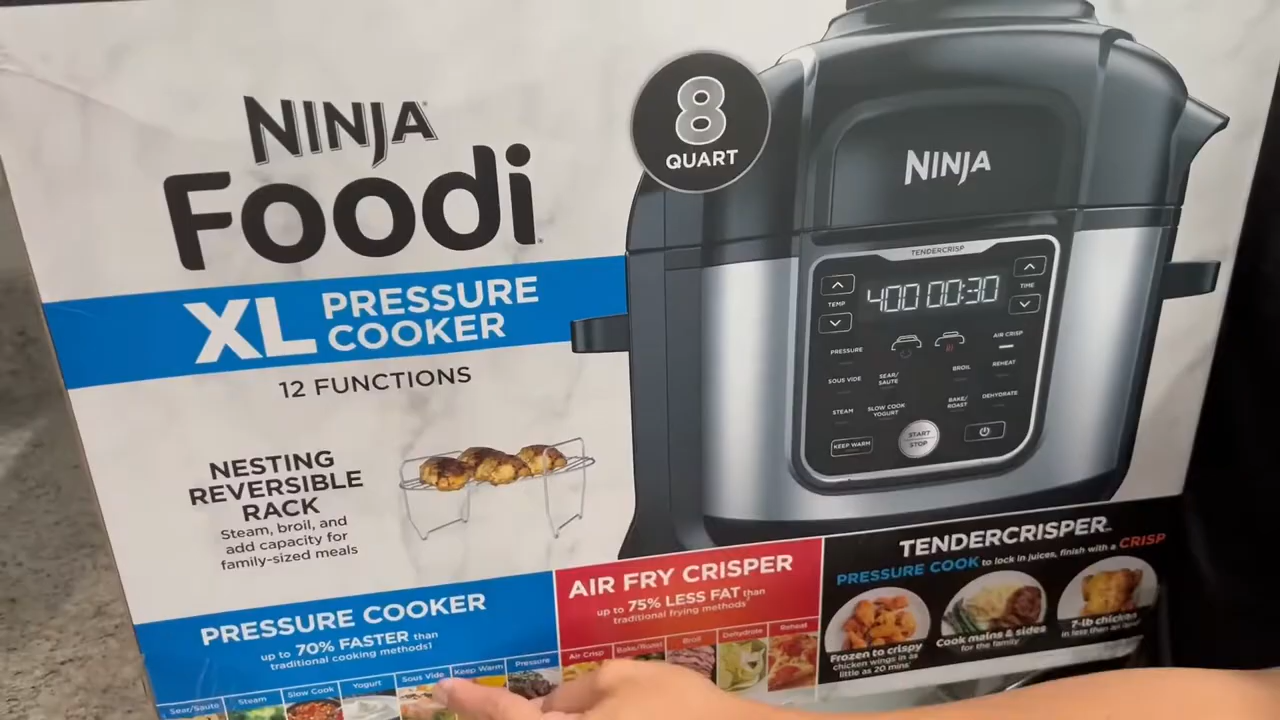 NINJA
Foodi
XL PRESSURE
COOKER
12 FUNCTIONS
NESTING
REVERSIBLE
RACK
Steam, broil, and
add capacity for
family-sized meals
8
QUART
NINJA
TENDERCRISP
TEMP
400 00:30
TIME
PRESSURE
AIR CRISP
SOUS VIDE
SEAR/
SAUTE
BROIL
REHEAT
STEAM
SLOW COOK
YOGURT
BAKE/
ROAST
DEHYDRATE
KEEP WARM
START
STOP
PRESSURE COOKER
up to 70% FASTER than
traditional cooking methods
Sear/Saute
Steam
Slow Cook
Yogurt
Sous Vide
Keep Warm
Pressure
AIR FRY CRISPER
up to 75% LESS FAT than
traditional frying methods
Air Crisp
Bake/Roast
Broil
Dehydrate
Reheat
TENDERCRISPER
PRESSURE COOK to lock in juices, finish with a CRISP
Frozen to crispy
chicken wings in as
little as 20 mins
Cook mains & sides
for the family
7-lb chicken
in less than an